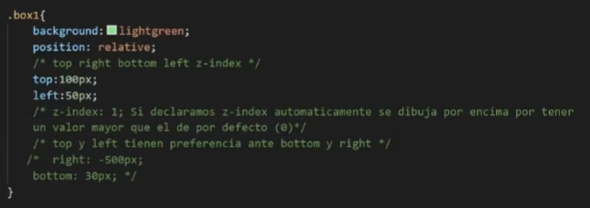 .box1{
background: lightgreen;
position: relative;
/* top right bottom left z-index */
top:100px;
left:50px;
/* z-index: 1; Si declaramos z-index automaticamente se dibuja por encima por tener
un valor mayor que el de por defecto (0)*/
/* top y left tienen preferencia ante bottom y right */
/* right: -500px;
bottom: 30px; */
}